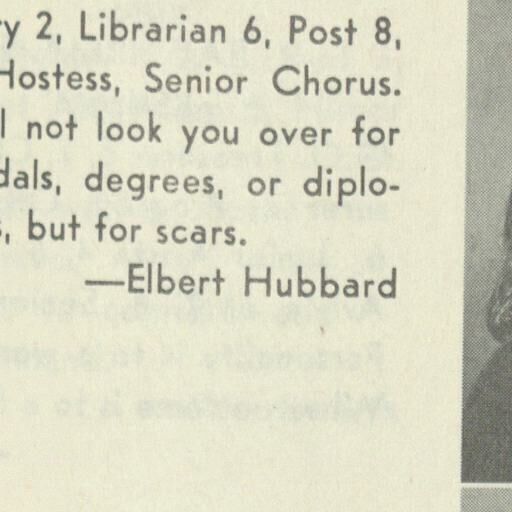 y 2, Librarian 6, Post 8,
Hostess, Senior Chorus.
l not look you over for
dals, degrees, or diplo-
s, but for scars.
—Elbert Hubbard